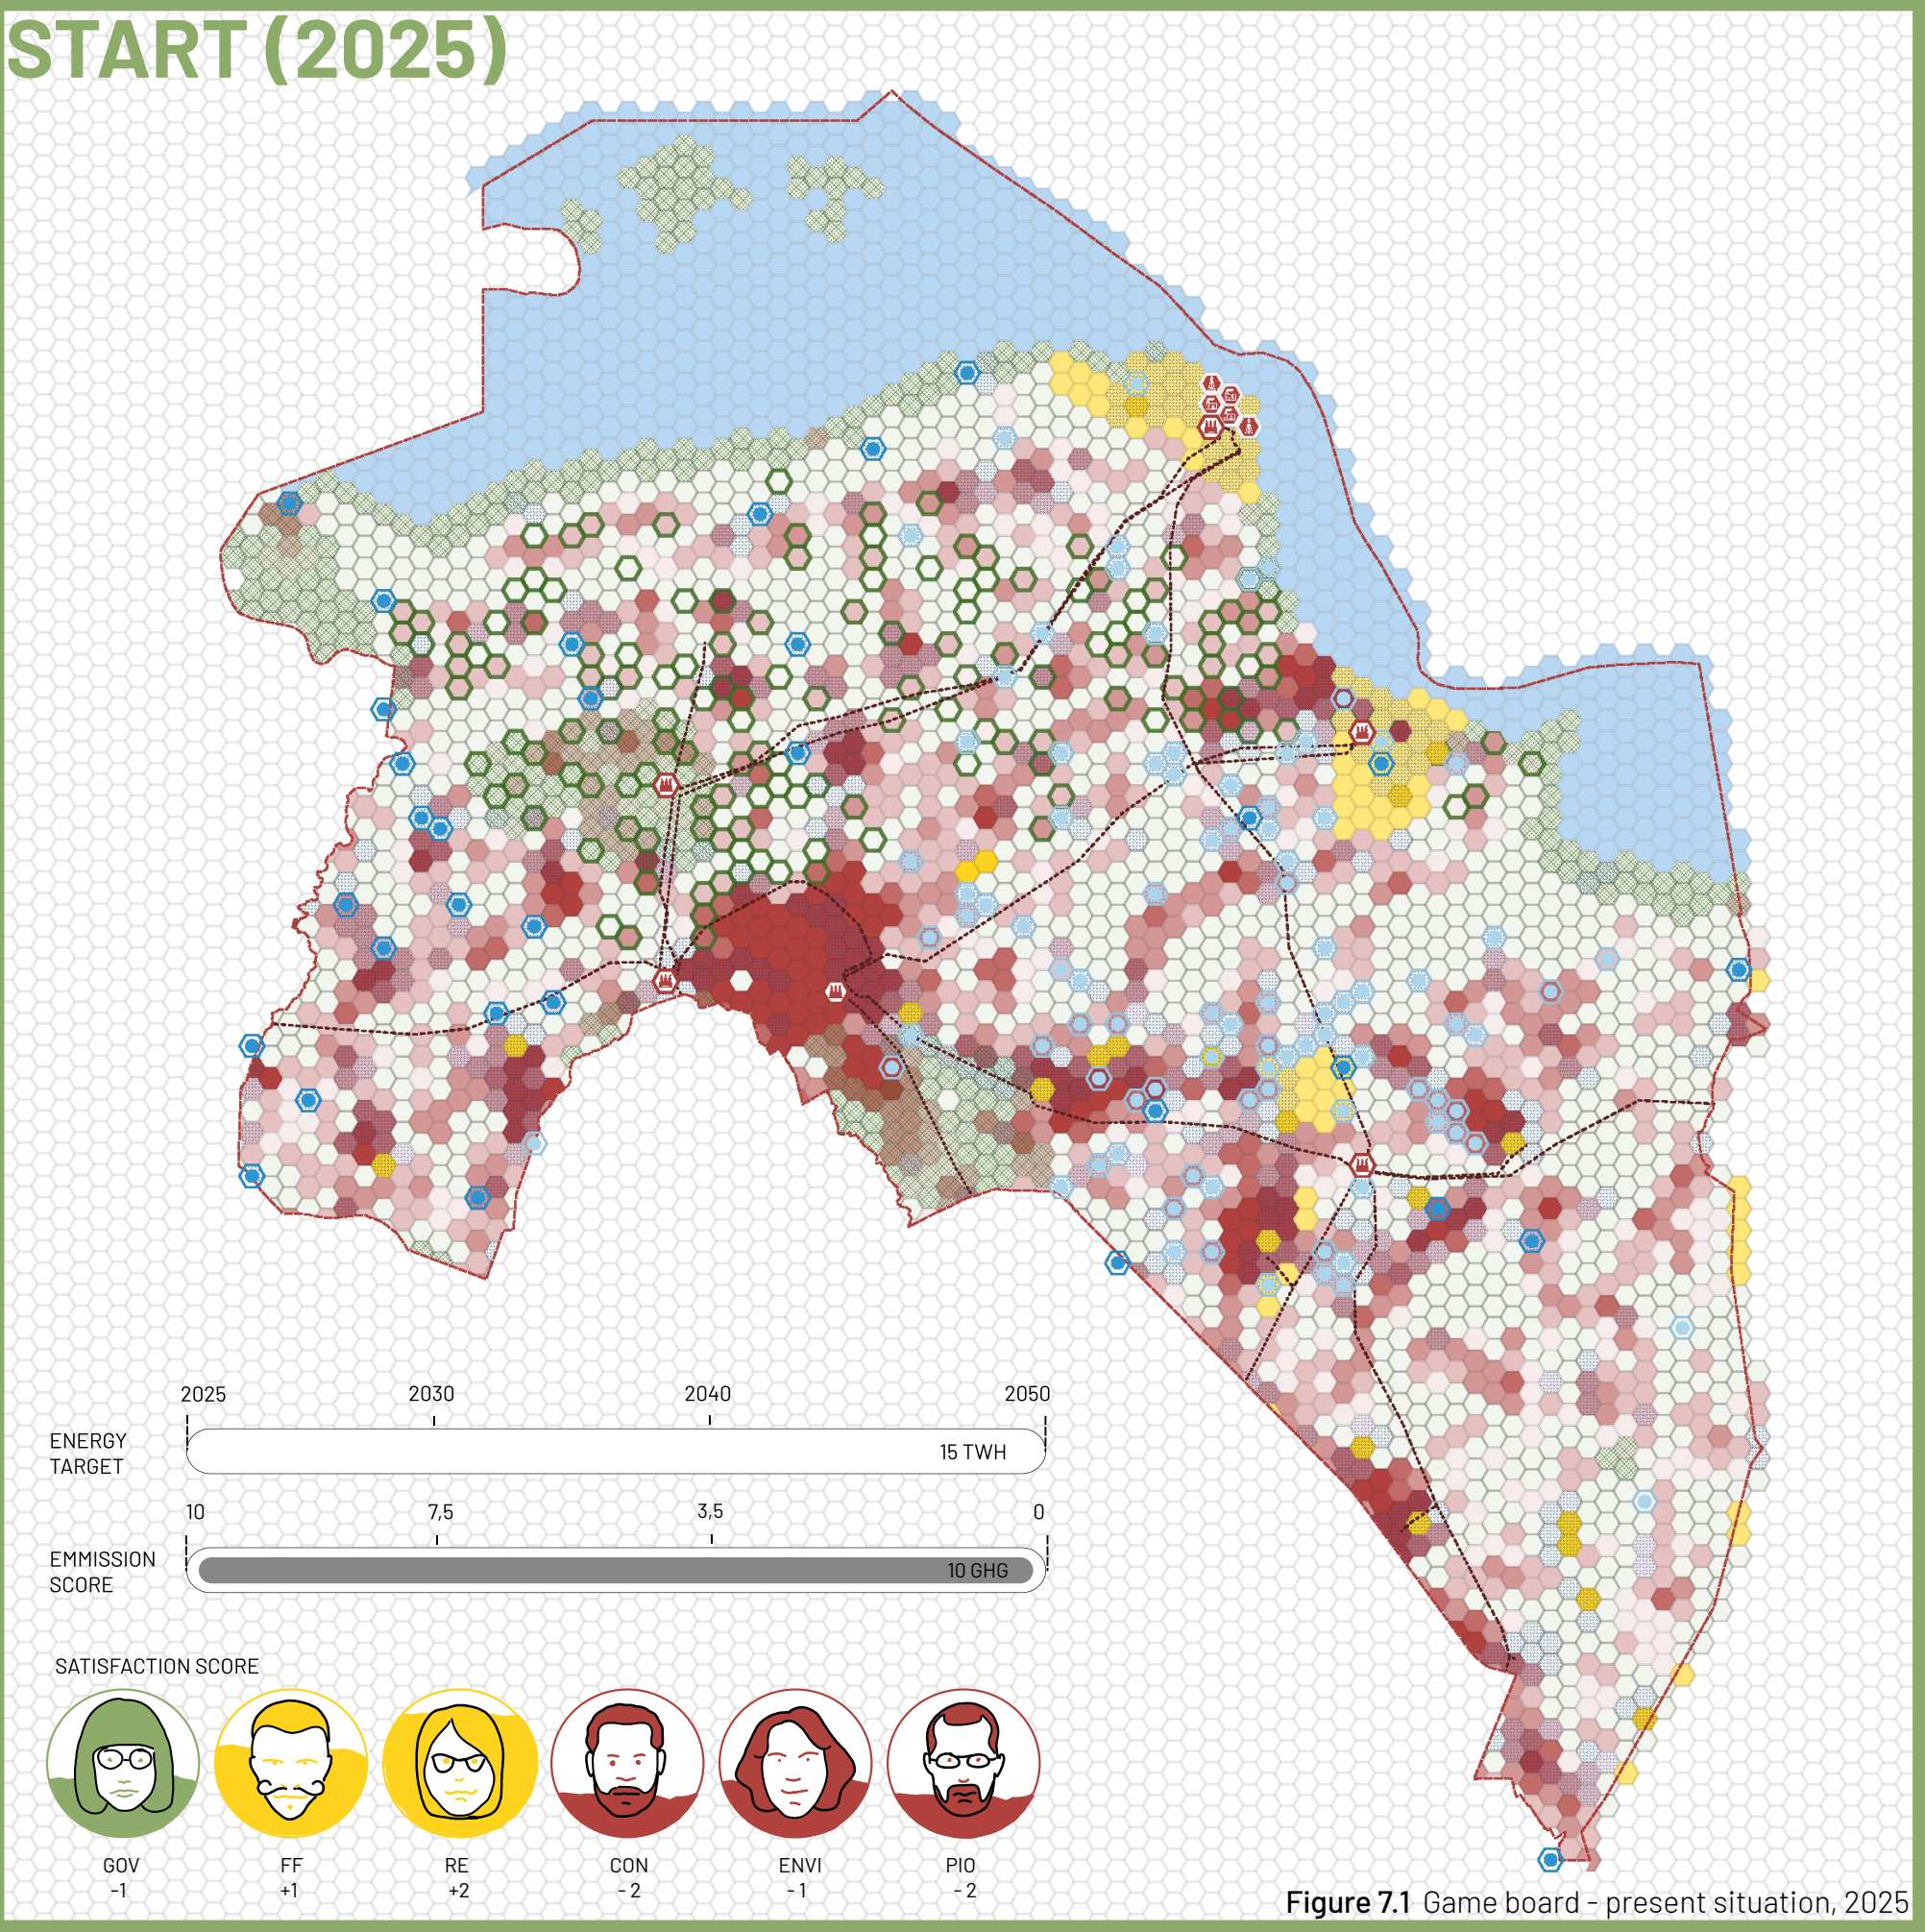 START (2025)
2025 2030 2040 2050
ENERGY
TARGET
15 TWH
10 7,5 3,5 0
EMMISSION
SCORE
10 GHG
SATISFACTION SCORE
GOV FF RE CON ENVI PIO
-1 +1 +2 - 2 - 1 - 2
Figure 7.1 Game board - present situation, 2025